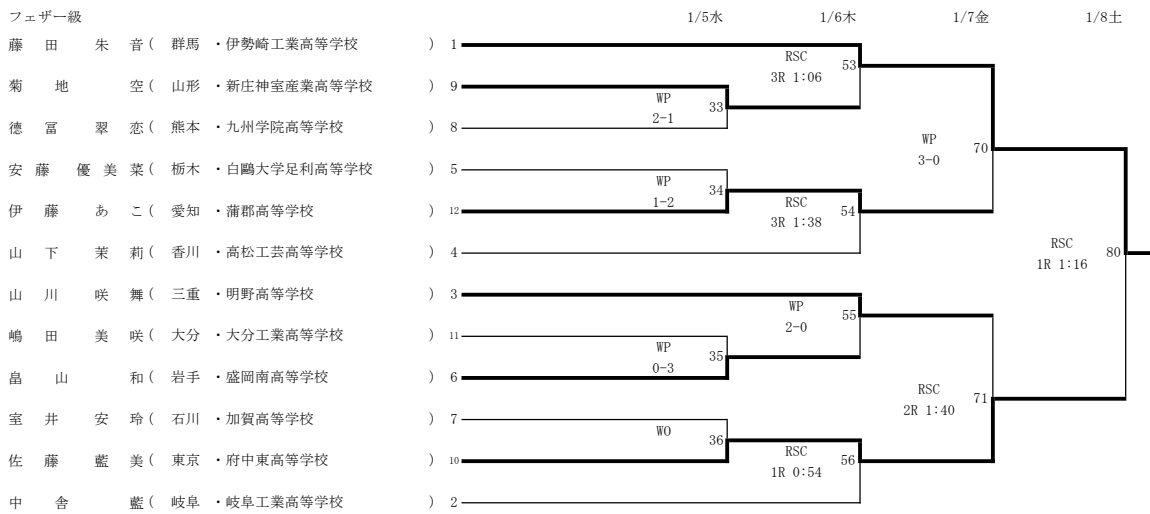 フェザー級 1/5水 1/6木 1/7金 1/8土
藤田朱音( 群馬 ・伊勢崎工業高等学校 ) 1
RSC 53
3R 1:06
菊地空( 山形 ・新庄神室産業高等学校 ) 9
WP 33
2-1
徳冨翠恋( 熊本 ・九州学院高等学校 ) 8
WP 70
3-0
安藤優美菜( 栃木 ・白鷗大学足利高等学校 ) 5
WP 34
1-2
伊藤あこ( 愛知 ・蒲郡高等学校 ) 12
RSC 54
3R 1:38
山下茉莉( 香川 ・高松工芸高等学校 ) 4
RSC 80
1R 1:16
山川咲舞( 三重 ・明野高等学校 ) 3
WP 55
2-0
嶋田美咲( 大分 ・大分工業高等学校 ) 11
WP 35
0-3
畠山和( 岩手 ・盛岡南高等学校 ) 6
RSC 71
2R 1:40
室井安玲( 石川 ・加賀高等学校 ) 7
WO 36
佐藤藍美( 東京 ・府中東高等学校 ) 10
RSC 56
1R 0:54
中舎藍( 岐阜 ・岐阜工業高等学校 ) 2